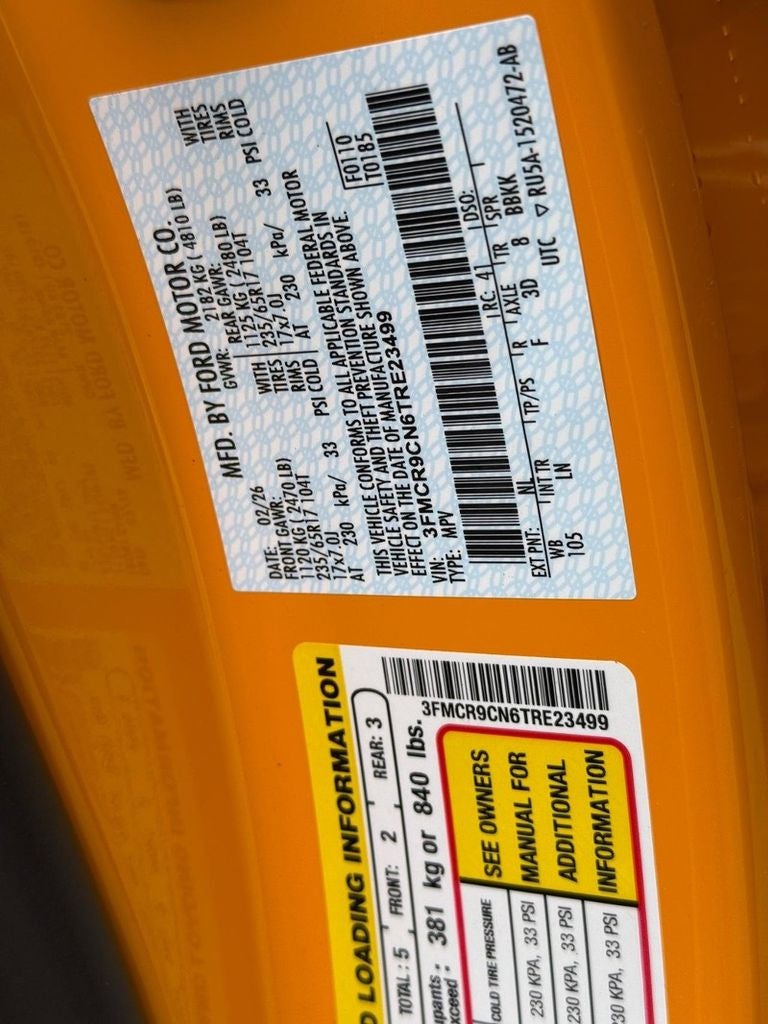 MFD. BY FORD MOTOR CO.
DATE: 02/26 GVWR: 2182 KG ( 4810 LB)
FRONT GAWR: REAR GAWR:
1120 KG ( 2470 LB) WITH 1125 KG ( 2480 LB) WITH
235/65R17 104T TIRES 235/65R17 104T TIRES
17x7.0J RIMS 17x7.0J RIMS
AT 230 kPa/ 33 PSI COLD AT 230 kPa/ 33 PSI COLD
THIS VEHICLE CONFORMS TO ALL APPLICABLE FEDERAL MOTOR
VEHICLE SAFETY AND THEFT PREVENTION STANDARDS IN
EFFECT ON THE DATE OF MANUFACTURE SHOWN ABOVE.
F0110
T0185
VIN: 3FMCR9CN6TRE23499
TYPE: MPV
EXT PNT: NL RC: 41 DSO:
WB INT TR TP/PS R AXLE TR SPR
105 LN F 3D 8 BBKK
UTC ▽ RU5A-1520472-AB
D LOADING INFORMATION
TOTAL: 5 FRONT: 2 REAR: 3
upants
xceed : 381 kg or 840 lbs.
3FMCR9CN6TRE23499
COLD TIRE PRESSURE
230 KPA, 33 PSI
230 KPA, 33 PSI
30 KPA, 33 PSI
SEE OWNERS
MANUAL FOR
ADDITIONAL
INFORMATION